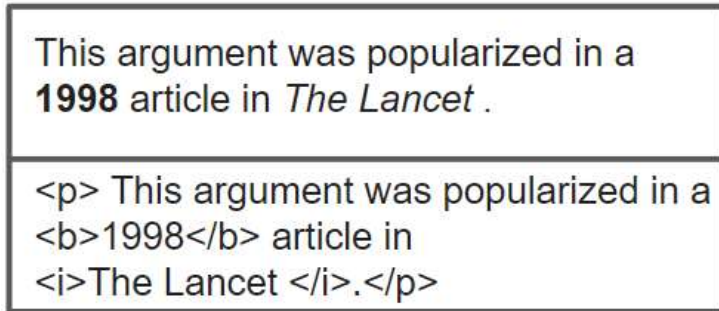 This argument was popularized in a
1998 article in The Lancet .
<p> This argument was popularized in a
<b>1998</b> article in
<i>The Lancet </i>.</p>